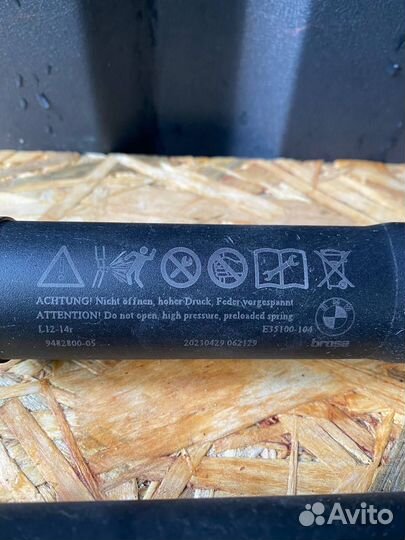 ACHTUNG! Nicht öffnen, hoher Druck, Feder vorgespannt
ATTENTION! Do not open, high pressure, preloaded spring
L12-14r E35100-104
9482800-05 20210429 062129 brose
Avito